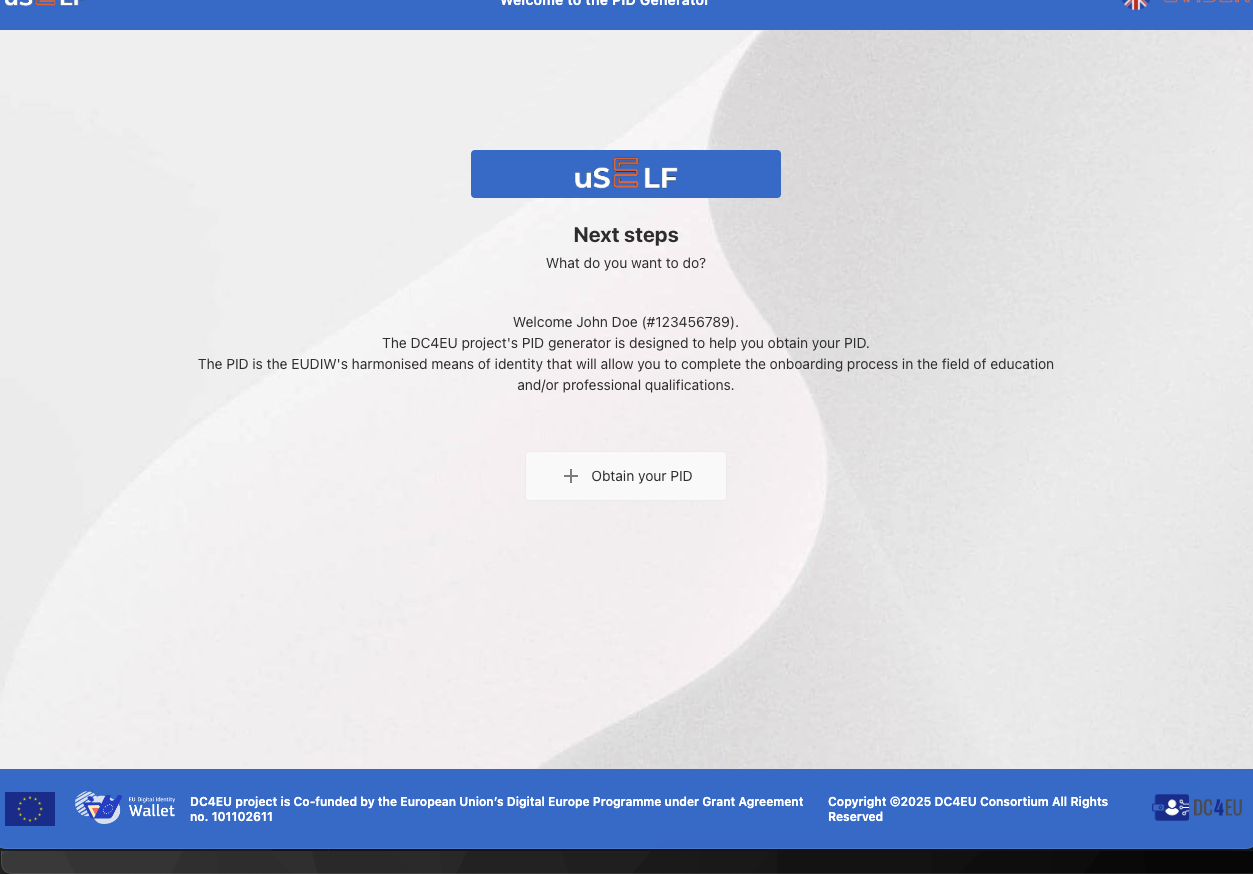 uSELF
Welcome to the PID Generator
uSELF
Next steps
What do you want to do?
Welcome John Doe (#123456789).
The DC4EU project's PID generator is designed to help you obtain your PID.
The PID is the EUDIW's harmonised means of identity that will allow you to complete the onboarding process in the field of education
and/or professional qualifications.
Obtain your PID
EU Digital Identity
Wallet
DC4EU project is Co-funded by the European Union's Digital Europe Programme under Grant Agreement
no. 101102611
Copyright ©2025 DC4EU Consortium All Rights
Reserved
DC4EU